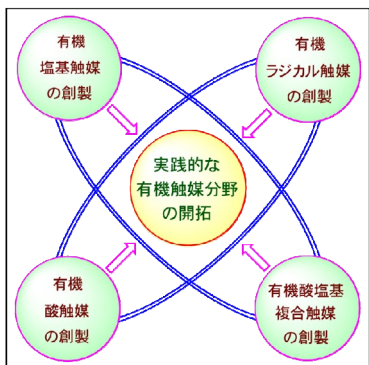 有機
塩基触媒
の創製
有機
ラジカル触媒
の創製
実践的な
有機触媒分野
の開拓
有機
酸触媒
の創製
有機酸塩基
複合触媒
の創製